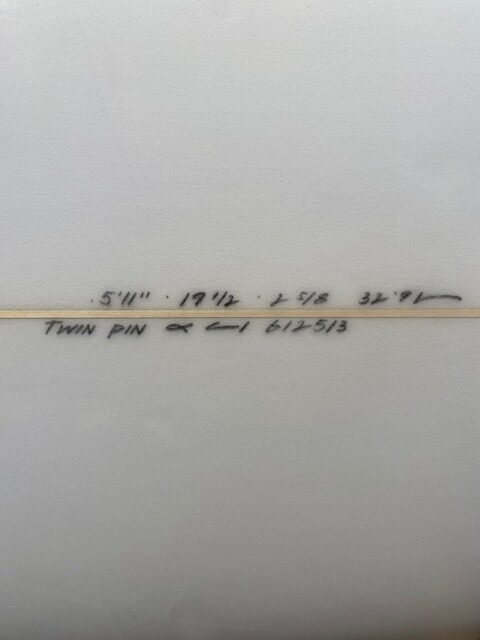 5'11" · 19 1/2 · 2 5/8 32.9L
TWIN PIN 612513